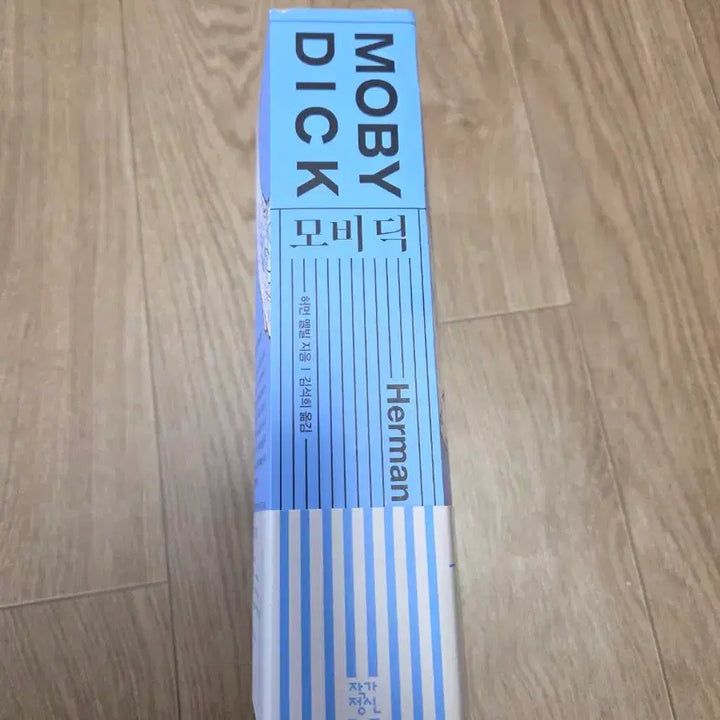 MOBY
DICK
모비 딕
허먼 멜빌 지음 | 김석희 옮김
Herman
작가
정신